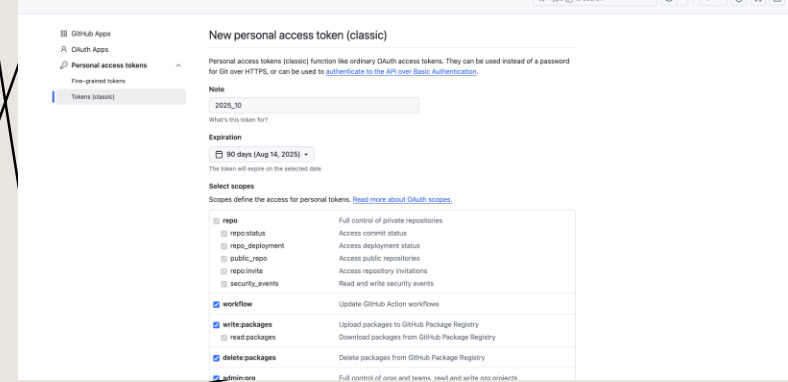 GitHub Apps
OAuth Apps
Personal access tokens
Fine-grained tokens
Tokens (classic)
New personal access token (classic)
Personal access tokens (classic) function like ordinary OAuth access tokens. They can be used instead of a password
for Git over HTTPS, or can be used to authenticate to the API over Basic Authentication.
Note
2025_10
What's this token for?
Expiration
90 days (Aug 14, 2025)
The token will expire on the selected date
Select scopes
Scopes define the access for personal tokens. Read more about OAuth scopes.
repo Full control of private repositories
repo:status Access commit status
repo_deployment Access deployment status
public_repo Access public repositories
repo:invite Access repository invitations
security_events Read and write security events
workflow Update GitHub Action workflows
write:packages Upload packages to GitHub Package Registry
read:packages Download packages from GitHub Package Registry
delete:packages Delete packages from GitHub Package Registry
admin:org Full control of orgs and teams, read and write org projects